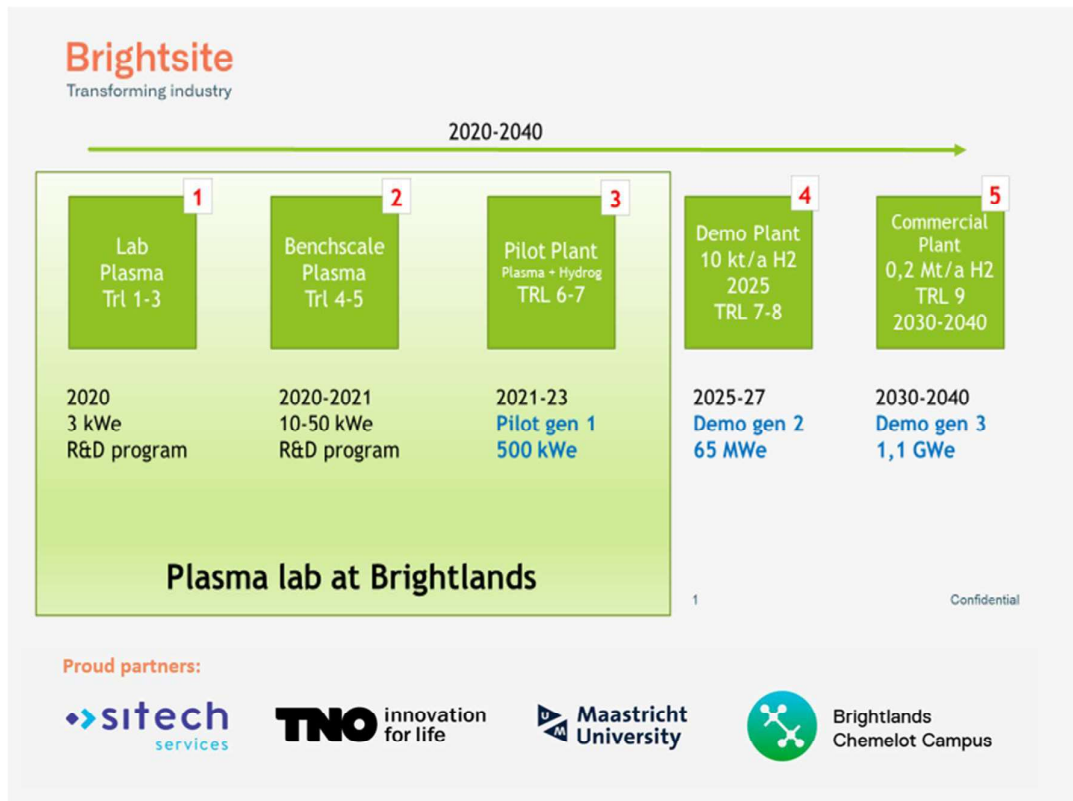 Brightsite
Transforming industry
2020-2040
1
Lab
Plasma
Trl 1-3
2
Benchscale
Plasma
Trl 4-5
3
Pilot Plant
Plasma + Hydrog
TRL 6-7
4
Demo Plant
10 kt/a H2
2025
TRL 7-8
5
Commercial
Plant
0,2 Mt/a H2
TRL 9
2030-2040
2020
3 kWe
R&D program
2020-2021
10-50 kWe
R&D program
2021-23
Pilot gen 1
500 kWe
2025-27
Demo gen 2
65 MWe
2030-2040
Demo gen 3
1,1 GWe
Plasma lab at Brightlands
1
Confidential
Proud partners:
sitech
services
TNO innovation
for life
UM
Maastricht
University
Brightlands
Chemelot Campus